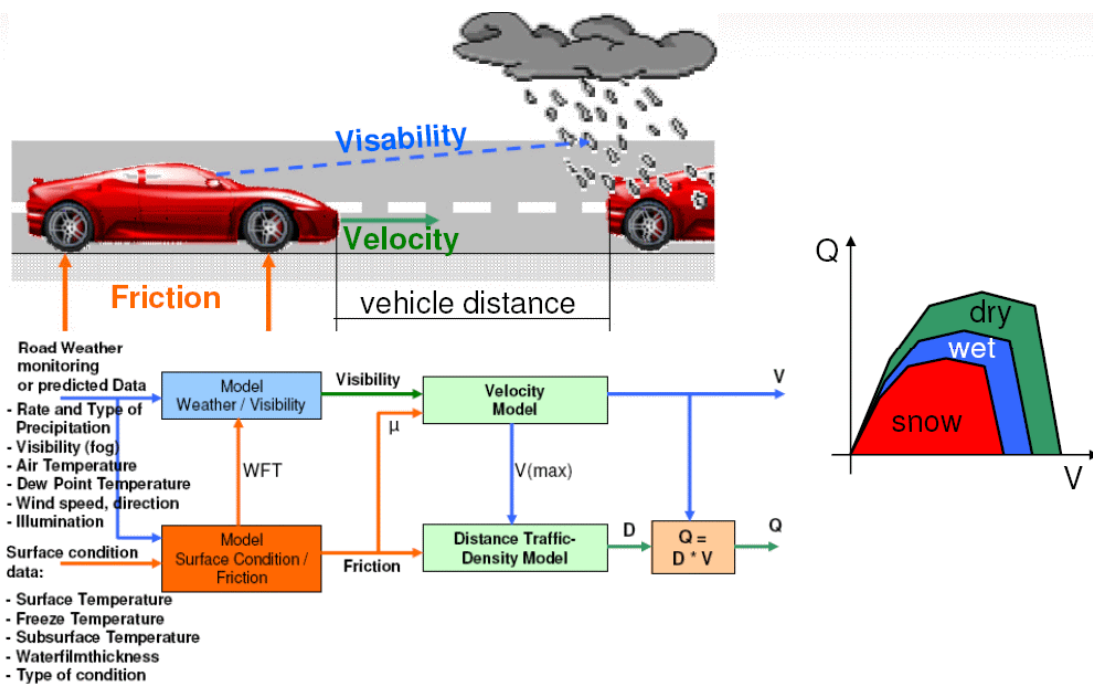 Visability
Velocity
Friction
vehicle distance
Road Weather
monitoring
or predicted Data
- Rate and Type of
Precipitation
- Visibility (fog)
- Air Temperature
- Dew Point Temperature
- Wind speed, direction
- Illumination
Surface condition
data:
- Surface Temperature
- Freeze Temperature
- Subsurface Temperature
- Waterfilmthickness
- Type of condition
Model
Weather / Visibility
WFT
Model
Surface Condition /
Friction
Visibility
μ
Friction
Velocity
Model
V(max)
Distance Traffic-
Density Model
V
D
Q =
D * V
Q
Q
dry
wet
snow
V